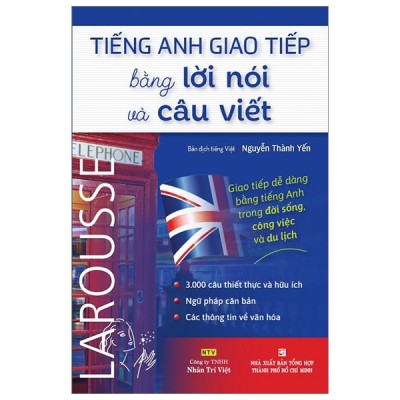 TIẾNG ANH GIAO TIẾP
bằng lời nói
và câu viết
Bản dịch tiếng Việt Nguyễn Thành Yến
TELEPHONE
LAROUSSE
Giao tiếp dễ dàng
bằng tiếng Anh
trong đời sống,
công việc
và du lịch
• 3.000 câu thiết thực và hữu ích
• Ngữ pháp căn bản
• Các thông tin về văn hóa
NTV
Công ty TNHH
Nhân Trí Việt
NHÀ XUẤT BẢN TỔNG HỢP
THÀNH PHỐ HỒ CHÍ MINH